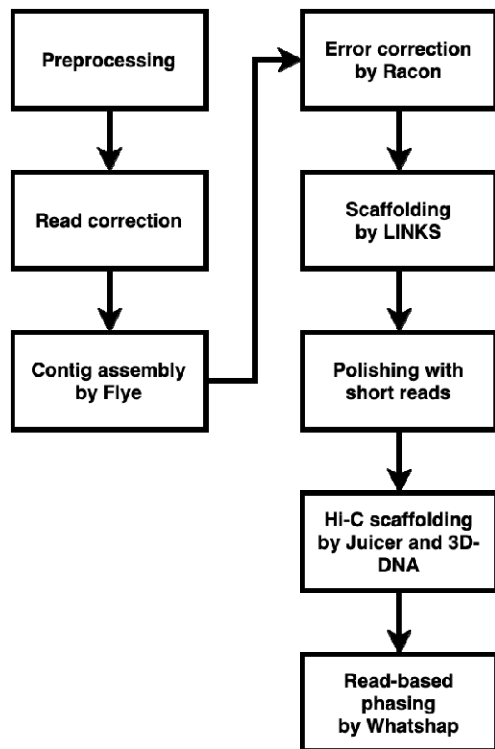 Preprocessing
Read correction
Contig assembly
by Flye
Error correction
by Racon
Scaffolding
by LINKS
Polishing with
short reads
Hi-C scaffolding
by Juicer and 3D-
DNA
Read-based
phasing
by Whatshap